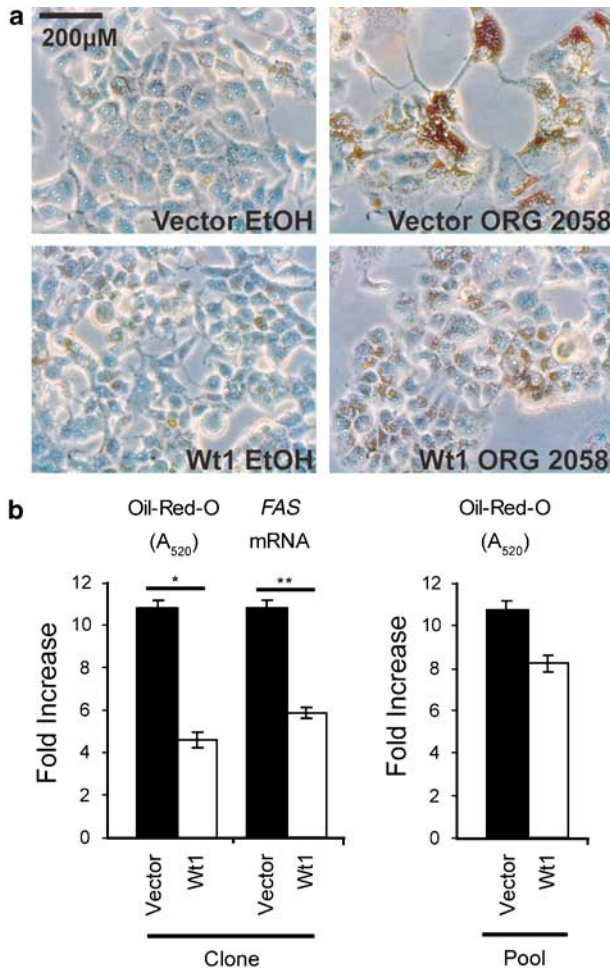 a
200µM
Vector EtOH
Vector ORG 2058
Wt1 EtOH
Wt1 ORG 2058
b
Oil-Red-O
(A520)
FAS
mRNA
Oil-Red-O
(A520)
Fold Increase
12
10
8
6
4
2
0
*
**
Vector
Wt1
Vector
Wt1
Clone
Fold Increase
12
10
8
6
4
2
0
Vector
Wt1
Pool